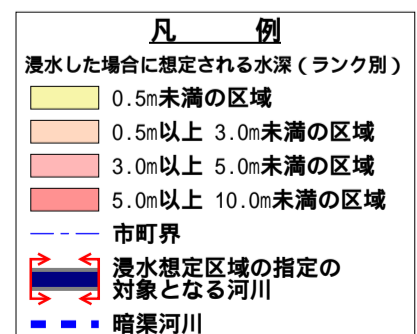 凡　　例
浸水した場合に想定される水深（ランク別）
0.5m未満の区域
0.5m以上 3.0m未満の区域
3.0m以上 5.0m未満の区域
5.0m以上 10.0m未満の区域
市町界
浸水想定区域の指定の
対象となる河川
暗渠河川